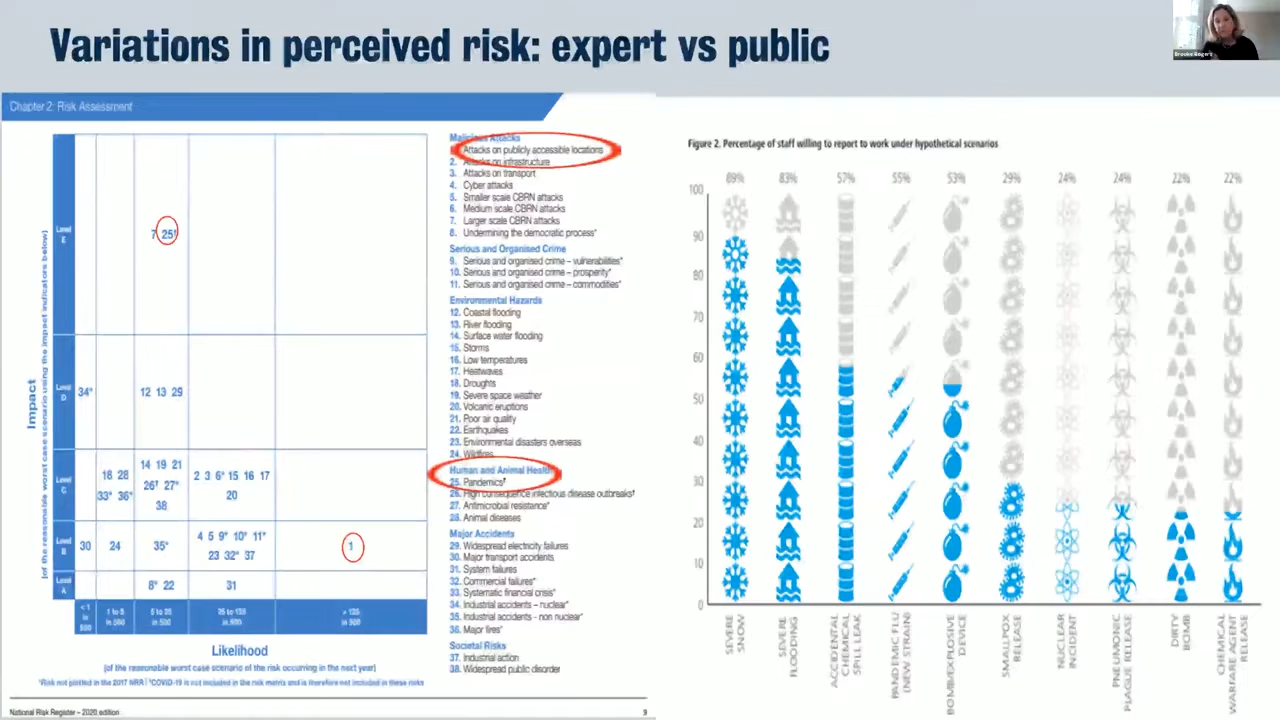 Variations in perceived risk: expert vs public
Brooke Rogers
Chapter 2: Risk Assessment
Impact
(of the reasonable worst case scenario using the impact indicators below)
Level E
Level D
Level C
Level B
Level A
7 25†
34*
12 13 29
18 28
33* 36*
14 19 21
26† 27*
38
2 3 6* 15 16 17
20
30
24
35*
4 5 9* 10* 11*
23 32* 37
1
8* 22
31
< 1 in 500
1 to 5 in 500
5 to 25 in 500
25 to 125 in 500
> 125 in 500
Likelihood
(of the reasonable worst case scenario of the risk occurring in the next year)
*Risk not plotted in the 2017 NRR | †COVID-19 is not included in the risk matrix and is therefore not included in these risks
Malicious Attacks
1. Attacks on publicly accessible locations
2. Attacks on infrastructure
3. Attacks on transport
4. Cyber attacks
5. Smaller scale CBRN attacks
6. Medium scale CBRN attacks
7. Larger scale CBRN attacks
8. Undermining the democratic process*
Serious and Organised Crime
9. Serious and organised crime – vulnerabilities*
10. Serious and organised crime – prosperity*
11. Serious and organised crime – commodities*
Environmental Hazards
12. Coastal flooding
13. River flooding
14. Surface water flooding
15. Storms
16. Low temperatures
17. Heatwaves
18. Droughts
19. Severe space weather
20. Volcanic eruptions
21. Poor air quality
22. Earthquakes
23. Environmental disasters overseas
24. Wildfires
Human and Animal Health
25. Pandemics†
26. High consequence infectious disease outbreaks†
27. Antimicrobial resistance*
28. Animal diseases
Major Accidents
29. Widespread electricity failures
30. Major transport accidents
31. System failures
32. Commercial failures*
33. Systematic financial crisis*
34. Industrial accidents – nuclear*
35. Industrial accidents - non nuclear*
36. Major fires*
Societal Risks
37. Industrial action
38. Widespread public disorder
National Risk Register – 2020 edition
9
Figure 2. Percentage of staff willing to report to work under hypothetical scenarios
89% 83% 57% 55% 53% 29% 24% 24% 22% 22%
100
90
80
70
60
50
40
30
20
10
0
SEVERE SNOW
SEVERE FLOODING
ACCIDENTAL CHEMICAL SPILL LEAK
PANDEMIC FLU (NEW STRAIN)
BOMB/EXPLOSIVE DEVICE
SMALLPOX RELEASE
NUCLEAR INCIDENT
PNEUMONIC PLAGUE RELEASE
DIRTY BOMB
CHEMICAL WARFARE AGENT RELEASE